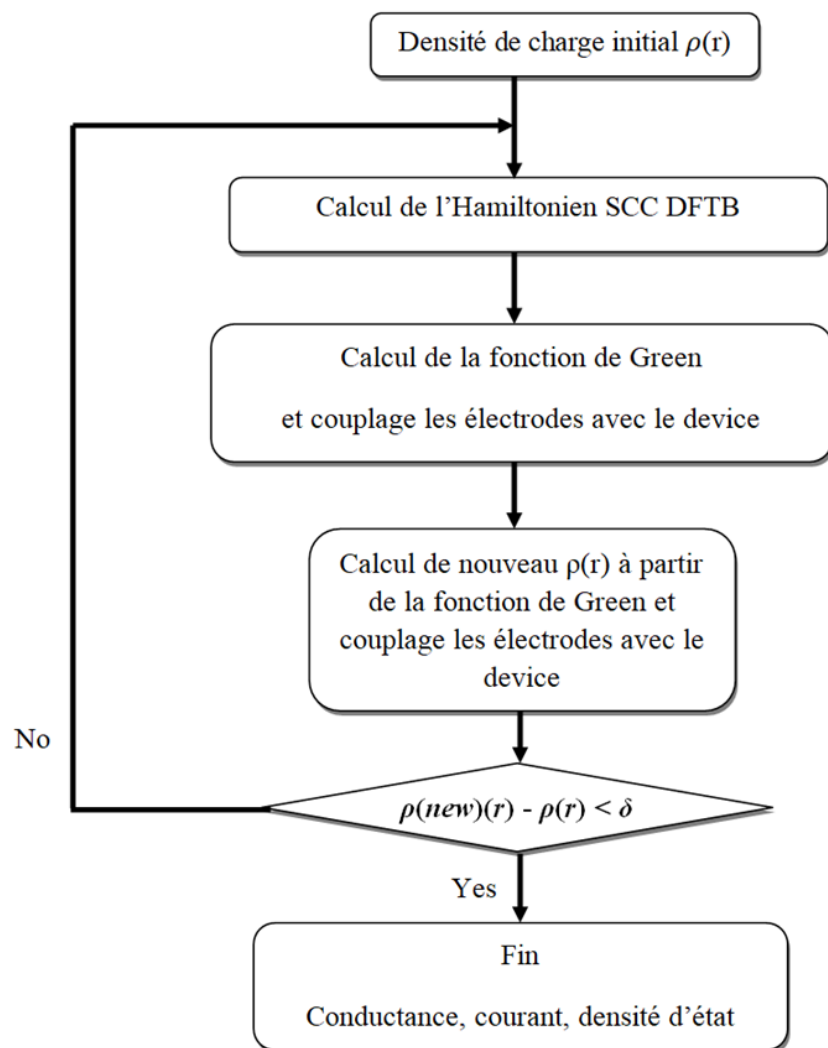 Densité de charge initial ρ(r)
Calcul de l'Hamiltonien SCC DFTB
Calcul de la fonction de Green
et couplage les électrodes avec le device
Calcul de nouveau ρ(r) à partir
de la fonction de Green et
couplage les électrodes avec le
device
No
ρ(new)(r) - ρ(r) < δ
Yes
Fin
Conductance, courant, densité d'état